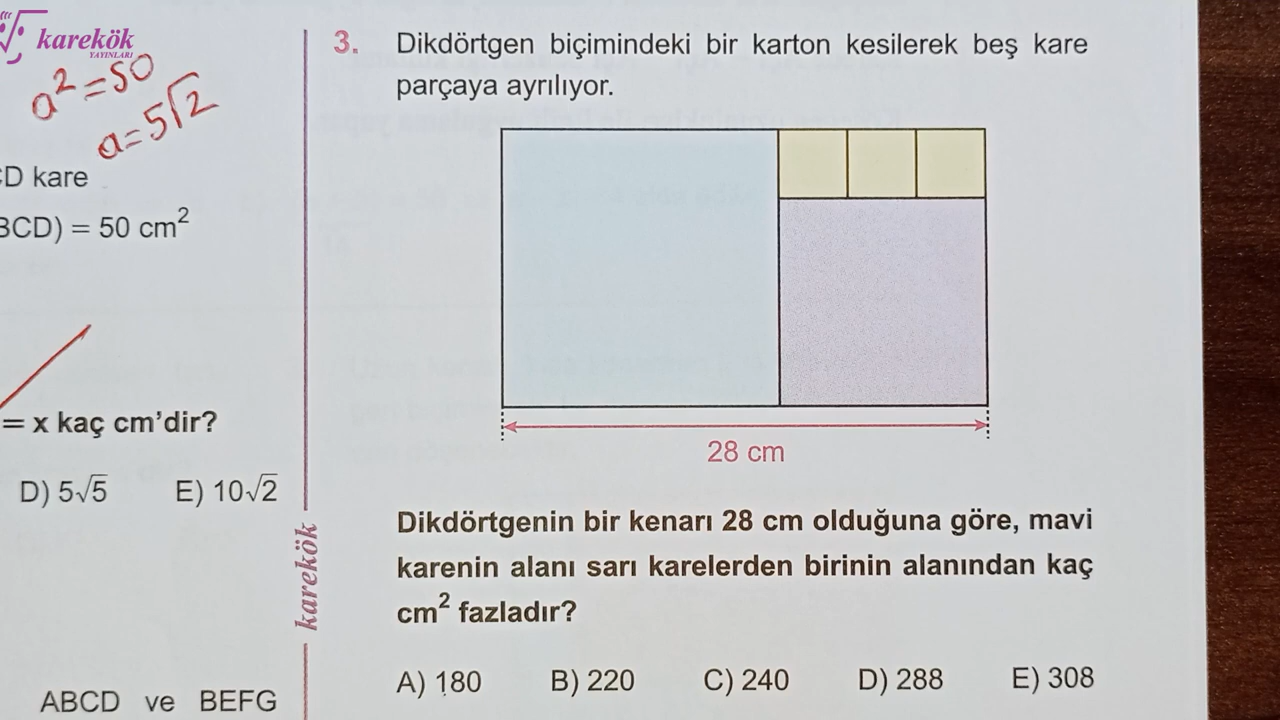 karekök
YAYINLARI
a²=50
a=5√2
CD kare
BCD) = 50 cm²
= x kaç cm'dir?
D) 5√5 E) 10√2
ABCD ve BEFG
karekök
3. Dikdörtgen biçimindeki bir karton kesilerek beş kare
parçaya ayrılıyor.
28 cm
Dikdörtgenin bir kenarı 28 cm olduğuna göre, mavi
karenin alanı sarı karelerden birinin alanından kaç
cm² fazladır?
A) 180 B) 220 C) 240 D) 288 E) 308